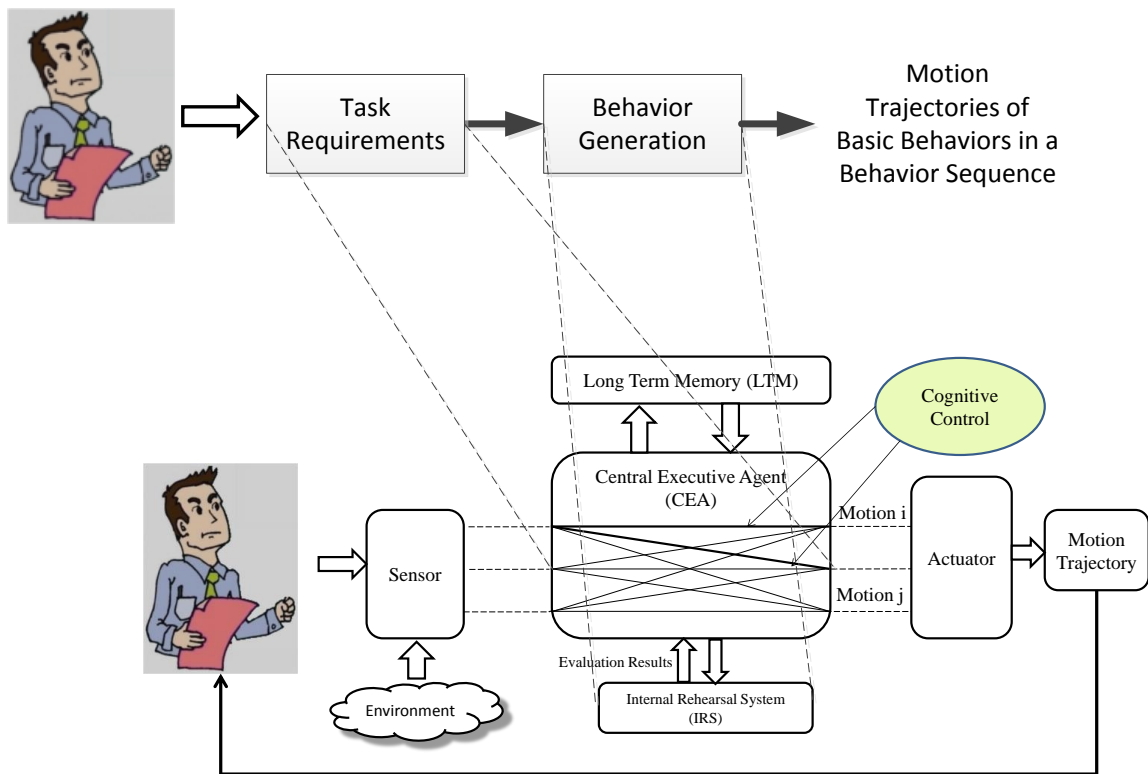 Task
Requirements
Behavior
Generation
Motion
Trajectories of
Basic Behaviors in a
Behavior Sequence
Long Term Memory (LTM)
Cognitive
Control
Central Executive Agent
(CEA)
Motion i
Sensor
Actuator
Motion
Trajectory
Motion j
Evaluation Results
Internal Rehearsal System
(IRS)
Environment